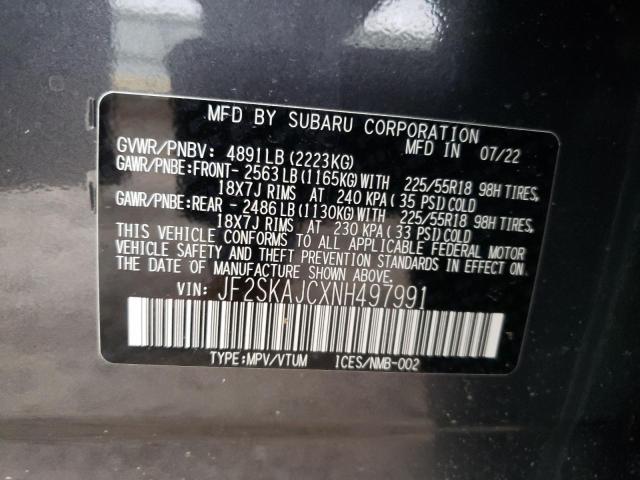 MFD BY SUBARU CORPORATION
GVWR/PNBV: 4891LB(2223KG) MFD IN 07/22
GAWR/PNBE:FRONT- 2563 LB(1165KG)WITH 225/55R18 98H TIRES,
18X7J RIMS AT 240 KPA( 35 PSI)COLD
GAWR/PNBE:REAR - 2486 LB(1130KG)WITH 225/55R18 98H TIRES,
18X7J RIMS AT 230 KPA ( 33 PSI) COLD
THIS VEHICLE CONFORMS TO ALL APPLICABLE FEDERAL MOTOR
VEHICLE SAFETY AND THEFT PREVENTION STANDARDS IN EFFECT ON
THE DATE OF MANUFACTURE SHOWN ABOVE.
VIN: JF2SKAJCXNH497991
TYPE:MPV/VTUM ICES/NMB-002